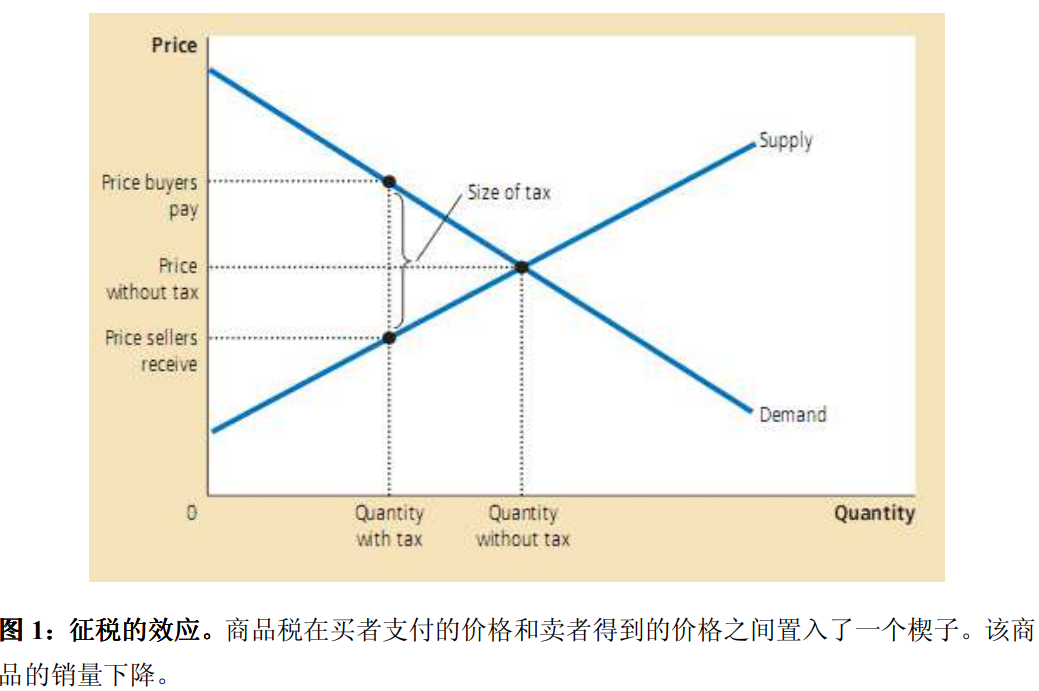 Price
Supply
Price buyers
pay
Size of tax
Price
without tax
Price sellers
receive
Demand
0
Quantity
with tax
Quantity
without tax
Quantity
图 1：征税的效应。商品税在买者支付的价格和卖者得到的价格之间置入了一个楔子。该商
品的销量下降。